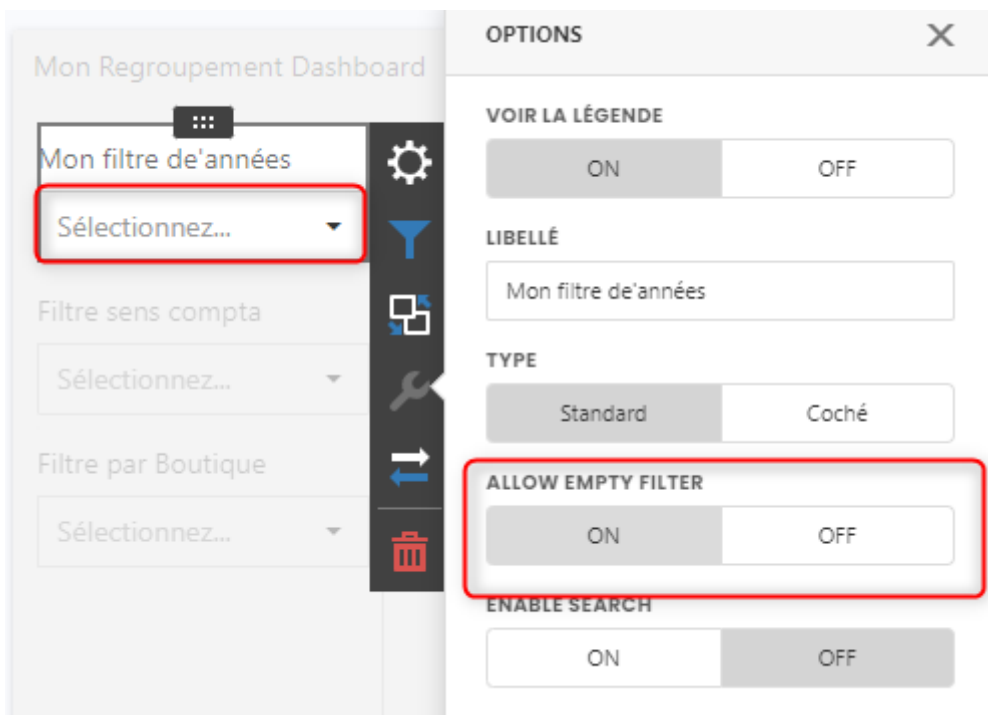 Mon Regroupement Dashboard
Mon filtre de'années
Sélectionnez...
Filtre sens compta
Sélectionnez...
Filtre par Boutique
Sélectionnez...
OPTIONS
VOIR LA LÉGENDE
ON OFF
LIBELLÉ
Mon filtre de'années
TYPE
Standard Coché
ALLOW EMPTY FILTER
ON OFF
ENABLE SEARCH
ON OFF